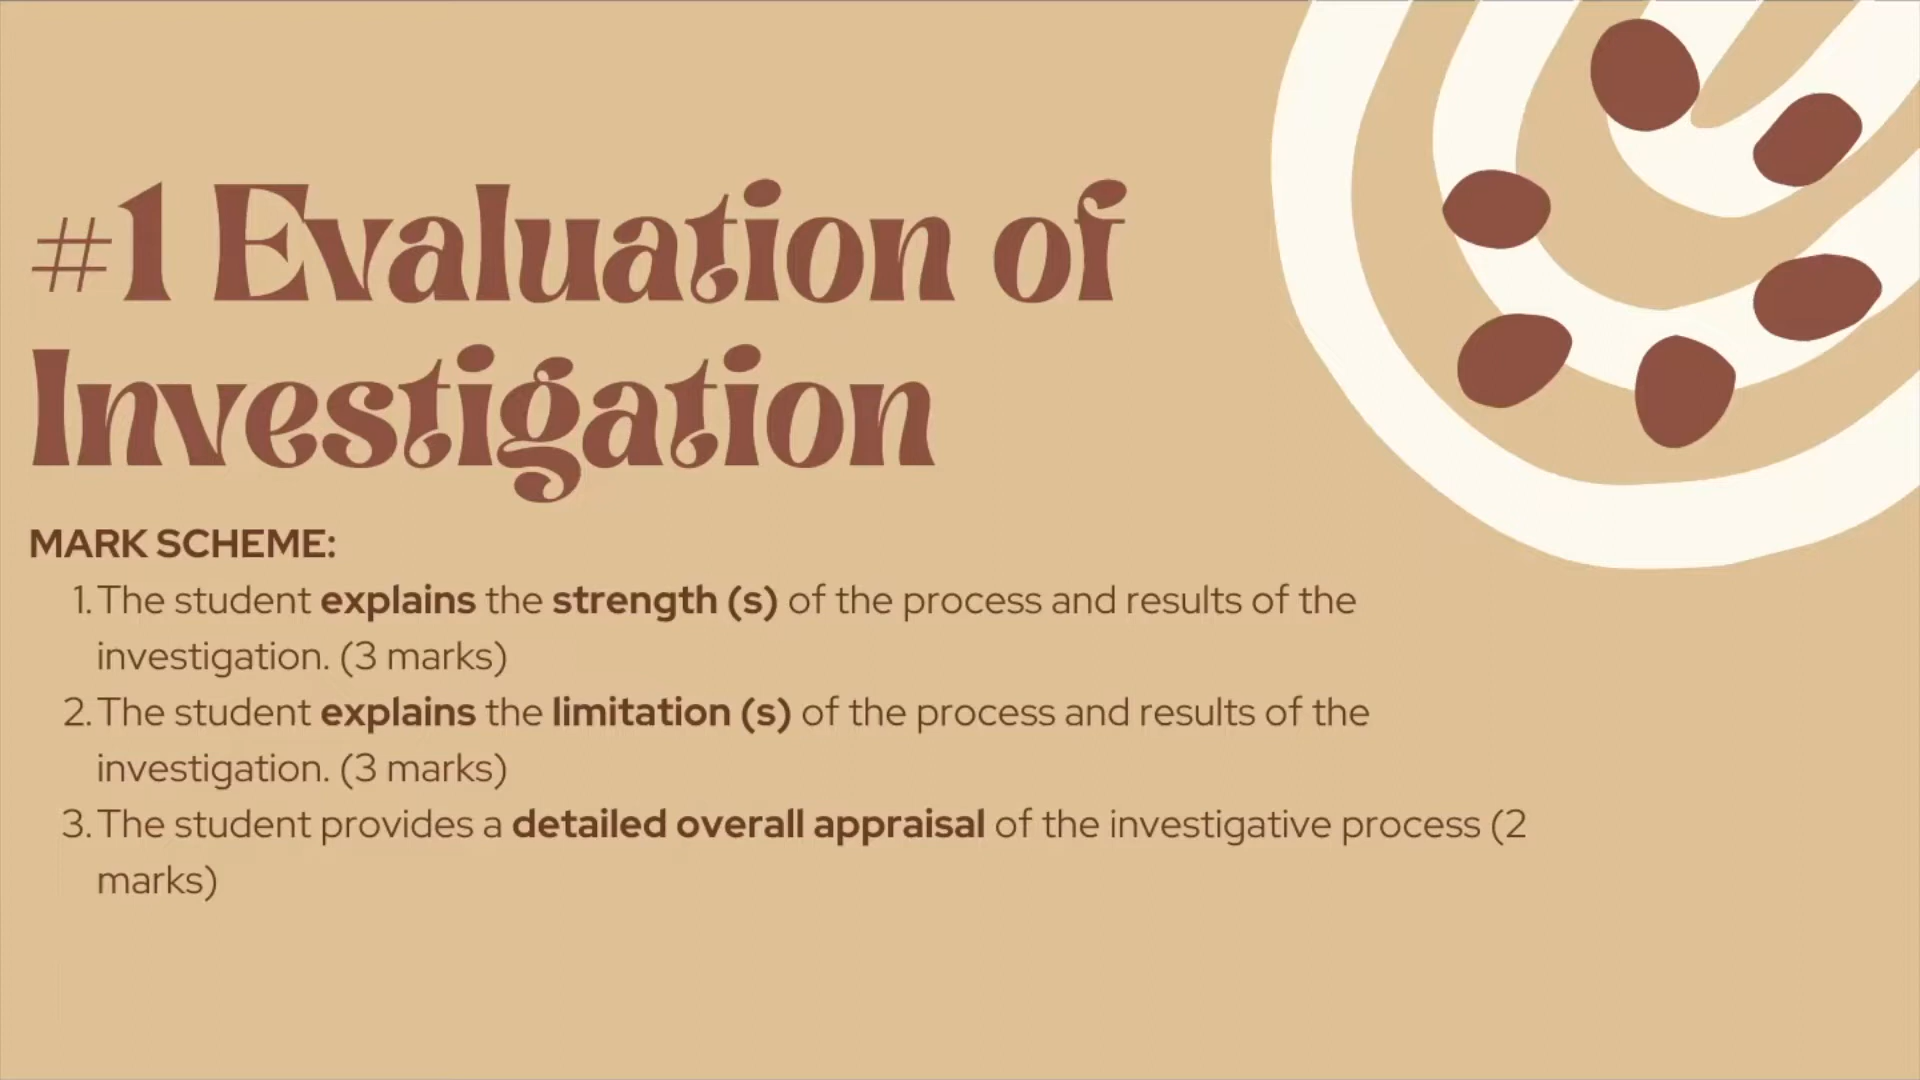 #1 Evaluation of
Investigation
MARK SCHEME:
1. The student explains the strength (s) of the process and results of the
investigation. (3 marks)
2. The student explains the limitation (s) of the process and results of the
investigation. (3 marks)
3. The student provides a detailed overall appraisal of the investigative process (2
marks)